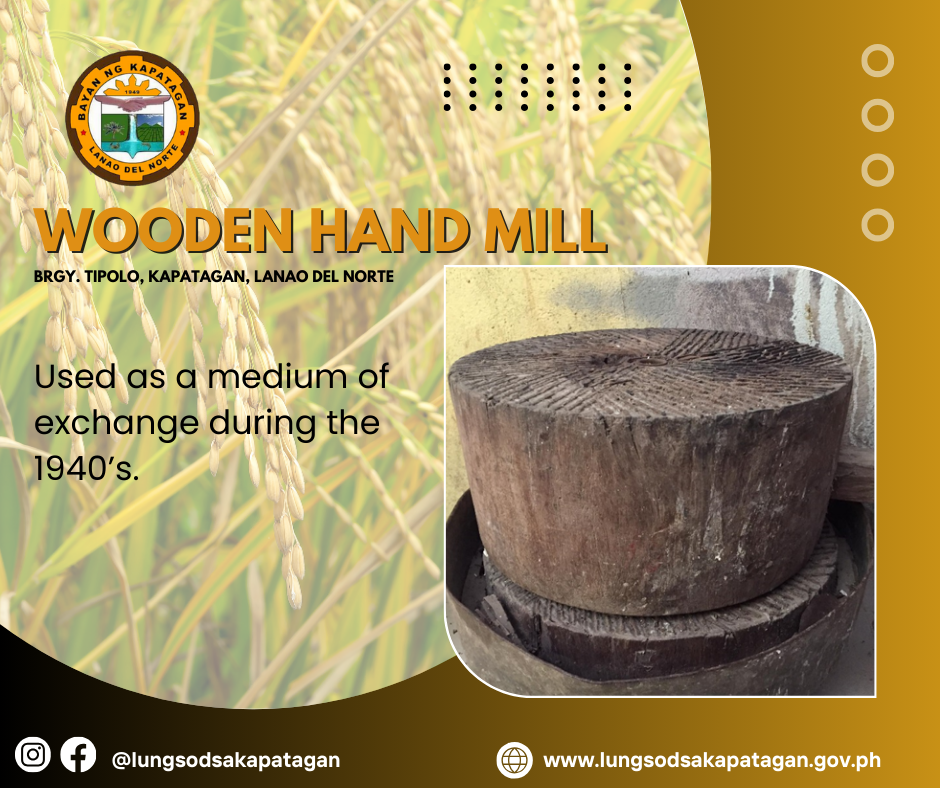 BAYAN NG KAPATAGAN
1949
LANAO DEL NORTE
WOODEN HAND MILL
BRGY. TIPOLO, KAPATAGAN, LANAO DEL NORTE
Used as a medium of
exchange during the
1940’s.
@lungsodsakapatagan
www.lungsodsakapatagan.gov.ph